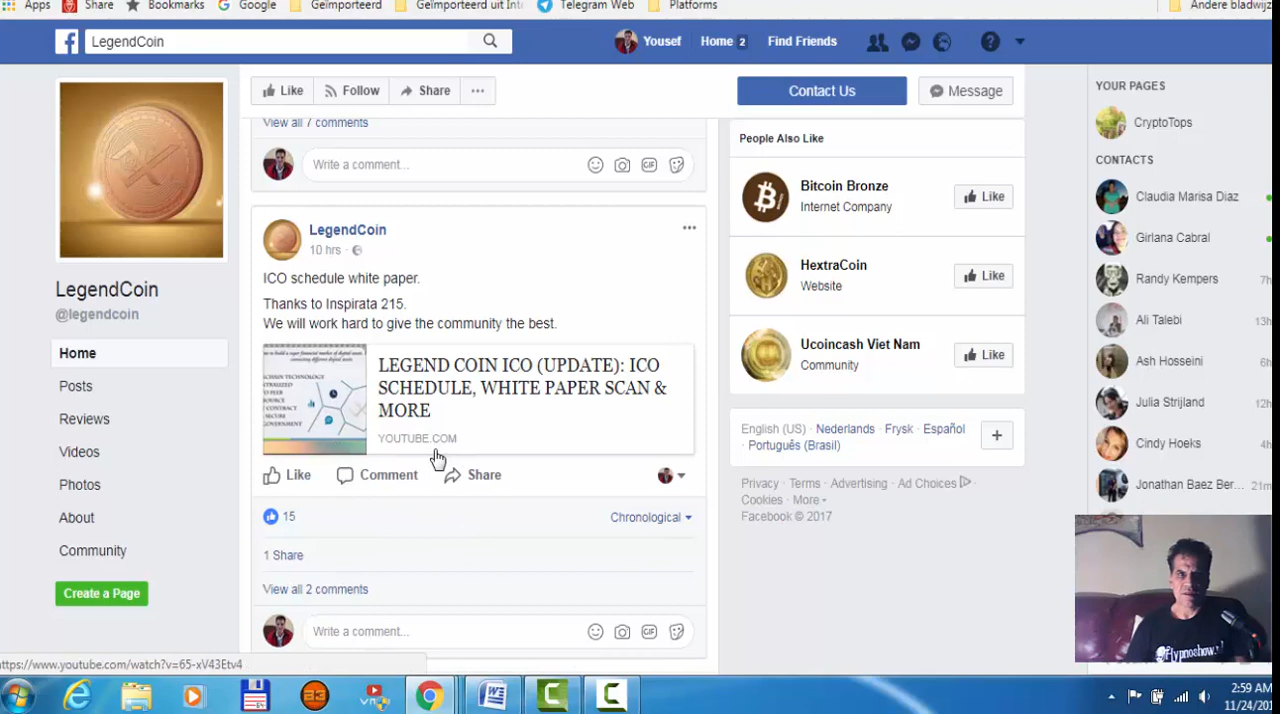 Apps
Share
Bookmarks
Google
Geïmporteerd
Geïmporteerd uit Int
Telegram Web
Platforms
Andere bladwijz
LegendCoin
Yousef
Home 2
Find Friends
Like
Follow
Share
Contact Us
Message
YOUR PAGES
CryptoTops
CONTACTS
Claudia Marisa Diaz
Girlana Cabral
Randy Kempers 7h
Ali Talebi 13h
Ash Hosseini
Julia Strijland 12h
Cindy Hoeks
Jonathan Baez Ber... 21m
LegendCoin
@legendcoin
Home
Posts
Reviews
Videos
Photos
About
Community
Create a Page
View all 7 comments
Write a comment...
GIF
LegendCoin
10 hrs ·
ICO schedule white paper.
Thanks to Inspirata 215.
We will work hard to give the community the best.
LEGEND COIN ICO (UPDATE): ICO
SCHEDULE, WHITE PAPER SCAN &
MORE
YOUTUBE.COM
Like
Comment
Share
15
Chronological
1 Share
View all 2 comments
Write a comment...
GIF
People Also Like
Bitcoin Bronze
Internet Company
Like
HextraCoin
Website
Like
Ucoincash Viet Nam
Community
Like
English (US) · Nederlands · Frysk · Español
· Português (Brasil)
Privacy · Terms · Advertising · Ad Choices ·
Cookies · More
Facebook © 2017
https://www.youtube.com/watch?v=65-xV43Etv4
2:59 AM
11/24/201